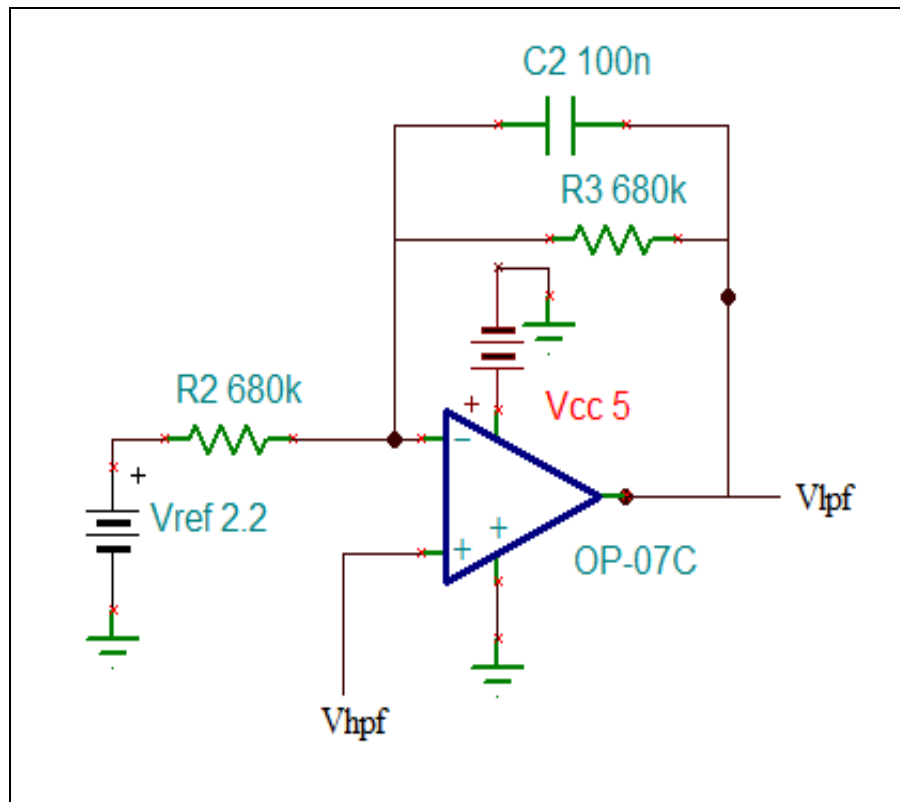 C2 100n
R3 680k
R2 680k
+
Vcc 5
−
+
Vref 2.2
+
+
Vlpf
OP-07C
Vhpf